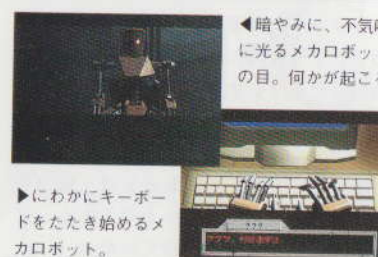 ◀暗やみに、不気
に光るメカロボッ
の目。何かが起こ
▶にわかにキーボー
ドをたたき始めるメ
カロボット。
???